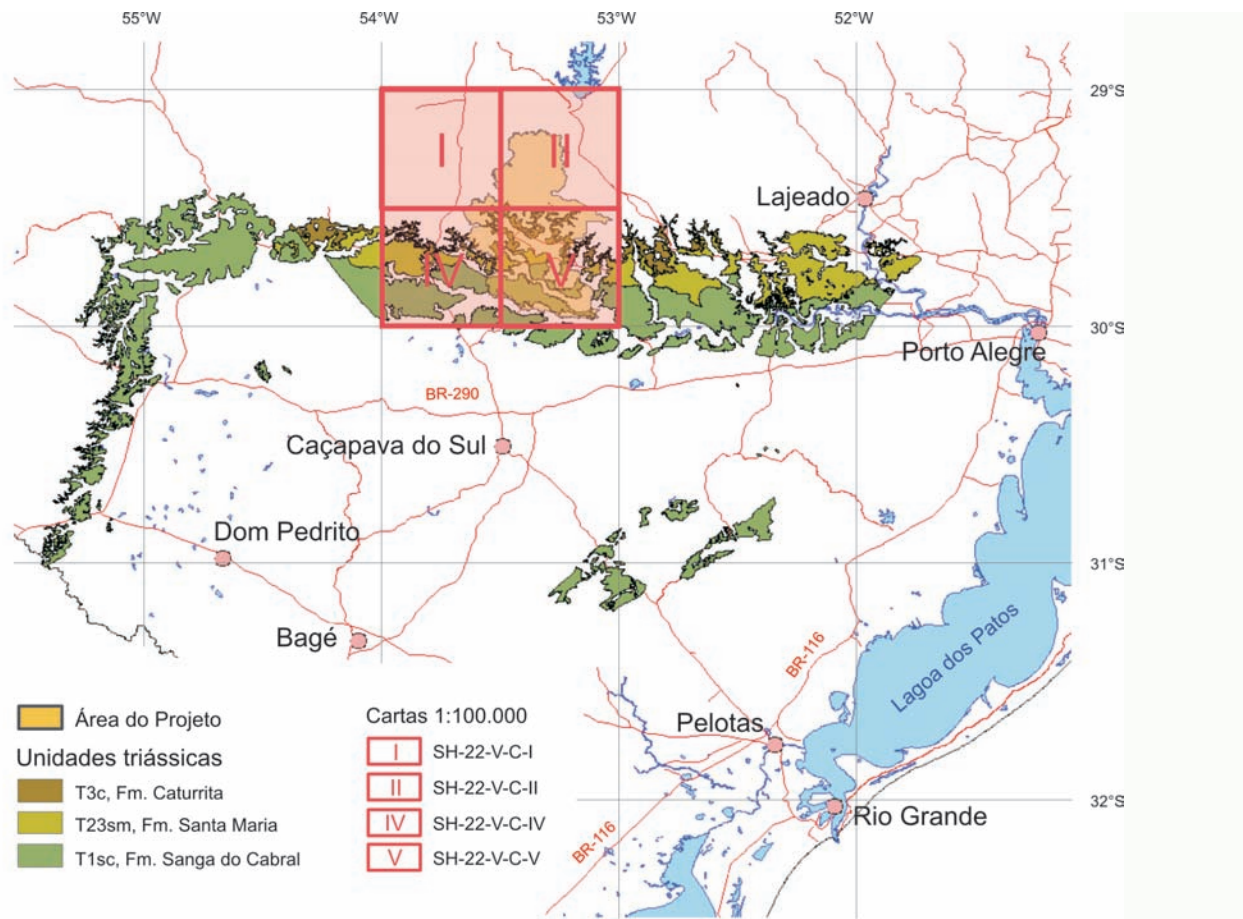 55°W 54°W 53°W 52°W
29°S
I II
Lajeado
IV V
30°S
Porto Alegre
BR-290
Caçapava do Sul
Dom Pedrito
31°S
Bagé
Lagoa dos Patos
BR-116
Pelotas
32°S
Rio Grande
BR-116
Área do Projeto
Unidades triássicas
T3c, Fm. Caturrita
T23sm, Fm. Santa Maria
T1sc, Fm. Sanga do Cabral
Cartas 1:100.000
I SH-22-V-C-I
II SH-22-V-C-II
IV SH-22-V-C-IV
V SH-22-V-C-V